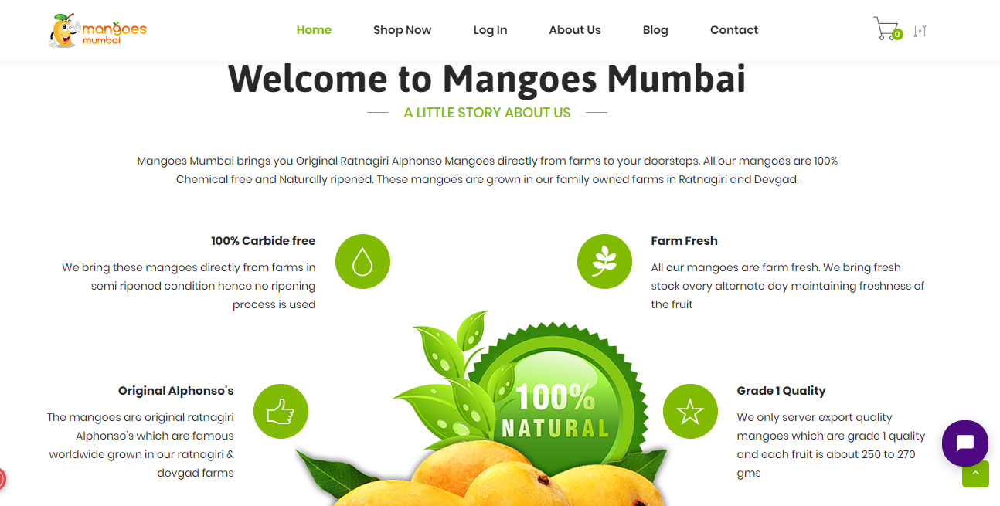 mangoes
mumbai
Home
Shop Now
Log In
About Us
Blog
Contact
0
Welcome to Mangoes Mumbai
A LITTLE STORY ABOUT US
Mangoes Mumbai brings you Original Ratnagiri Alphonso Mangoes directly from farms to your doorsteps. All our mangoes are 100%
Chemical free and Naturally ripened. These mangoes are grown in our family owned farms in Ratnagiri and Devgad.
100% Carbide free
We bring these mangoes directly from farms in
semi ripened condition hence no ripening
process is used
Farm Fresh
All our mangoes are farm fresh. We bring fresh
stock every alternate day maintaining freshness of
the fruit
Original Alphonso's
The mangoes are original ratnagiri
Alphonso's which are famous
worldwide grown in our ratnagiri &
devgad farms
100%
NATURAL
Grade 1 Quality
We only server export quality
mangoes which are grade 1 quality
and each fruit is about 250 to 270
gms